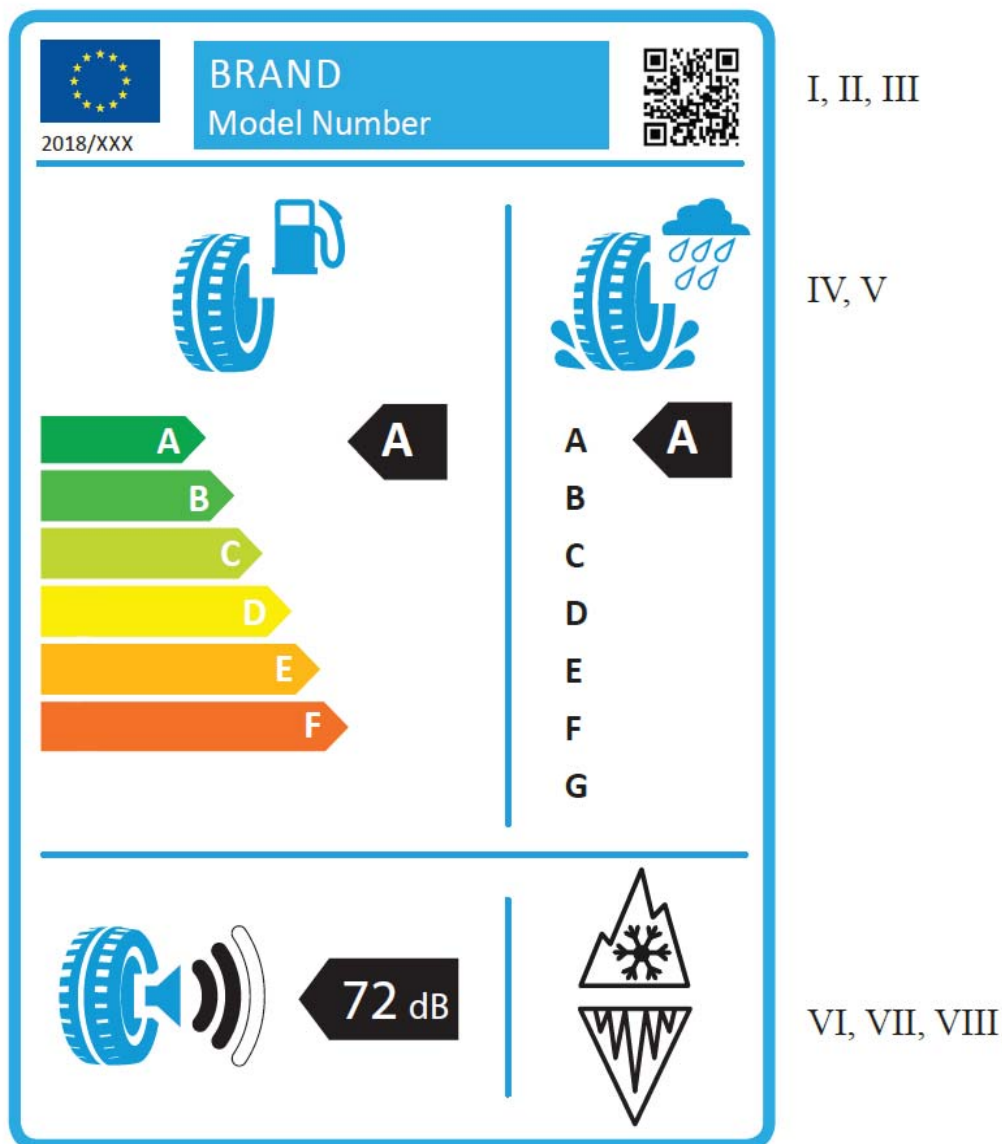 BRAND
Model Number
2018/XXX
I, II, III
IV, V
A
B
C
D
E
F
A
A
B
C
D
E
F
G
A
72 dB
VI, VII, VIII